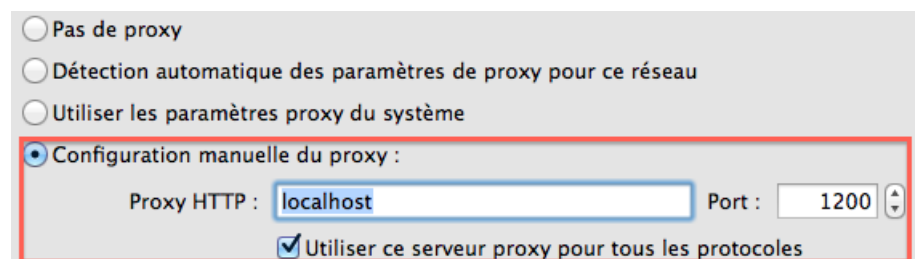 Pas de proxy
Détection automatique des paramètres de proxy pour ce réseau
Utiliser les paramètres proxy du système
Configuration manuelle du proxy :
Proxy HTTP : localhost Port : 1200
Utiliser ce serveur proxy pour tous les protocoles